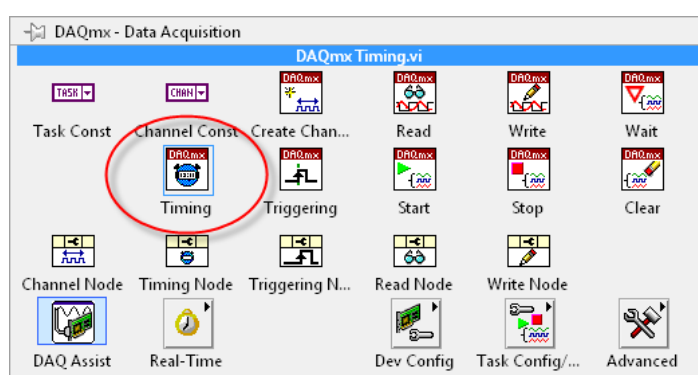 DAQmx - Data Acquisition
DAQmx Timing.vi
TASK CHAN DAQmx DAQmx DAQmx DAQmx
Task Const Channel Const Create Chan... Read Write Wait
DAQmx DAQmx DAQmx DAQmx DAQmx
Timing Triggering Start Stop Clear
Channel Node Timing Node Triggering N... Read Node Write Node
DAQ Assist Real-Time Dev Config Task Config/... Advanced